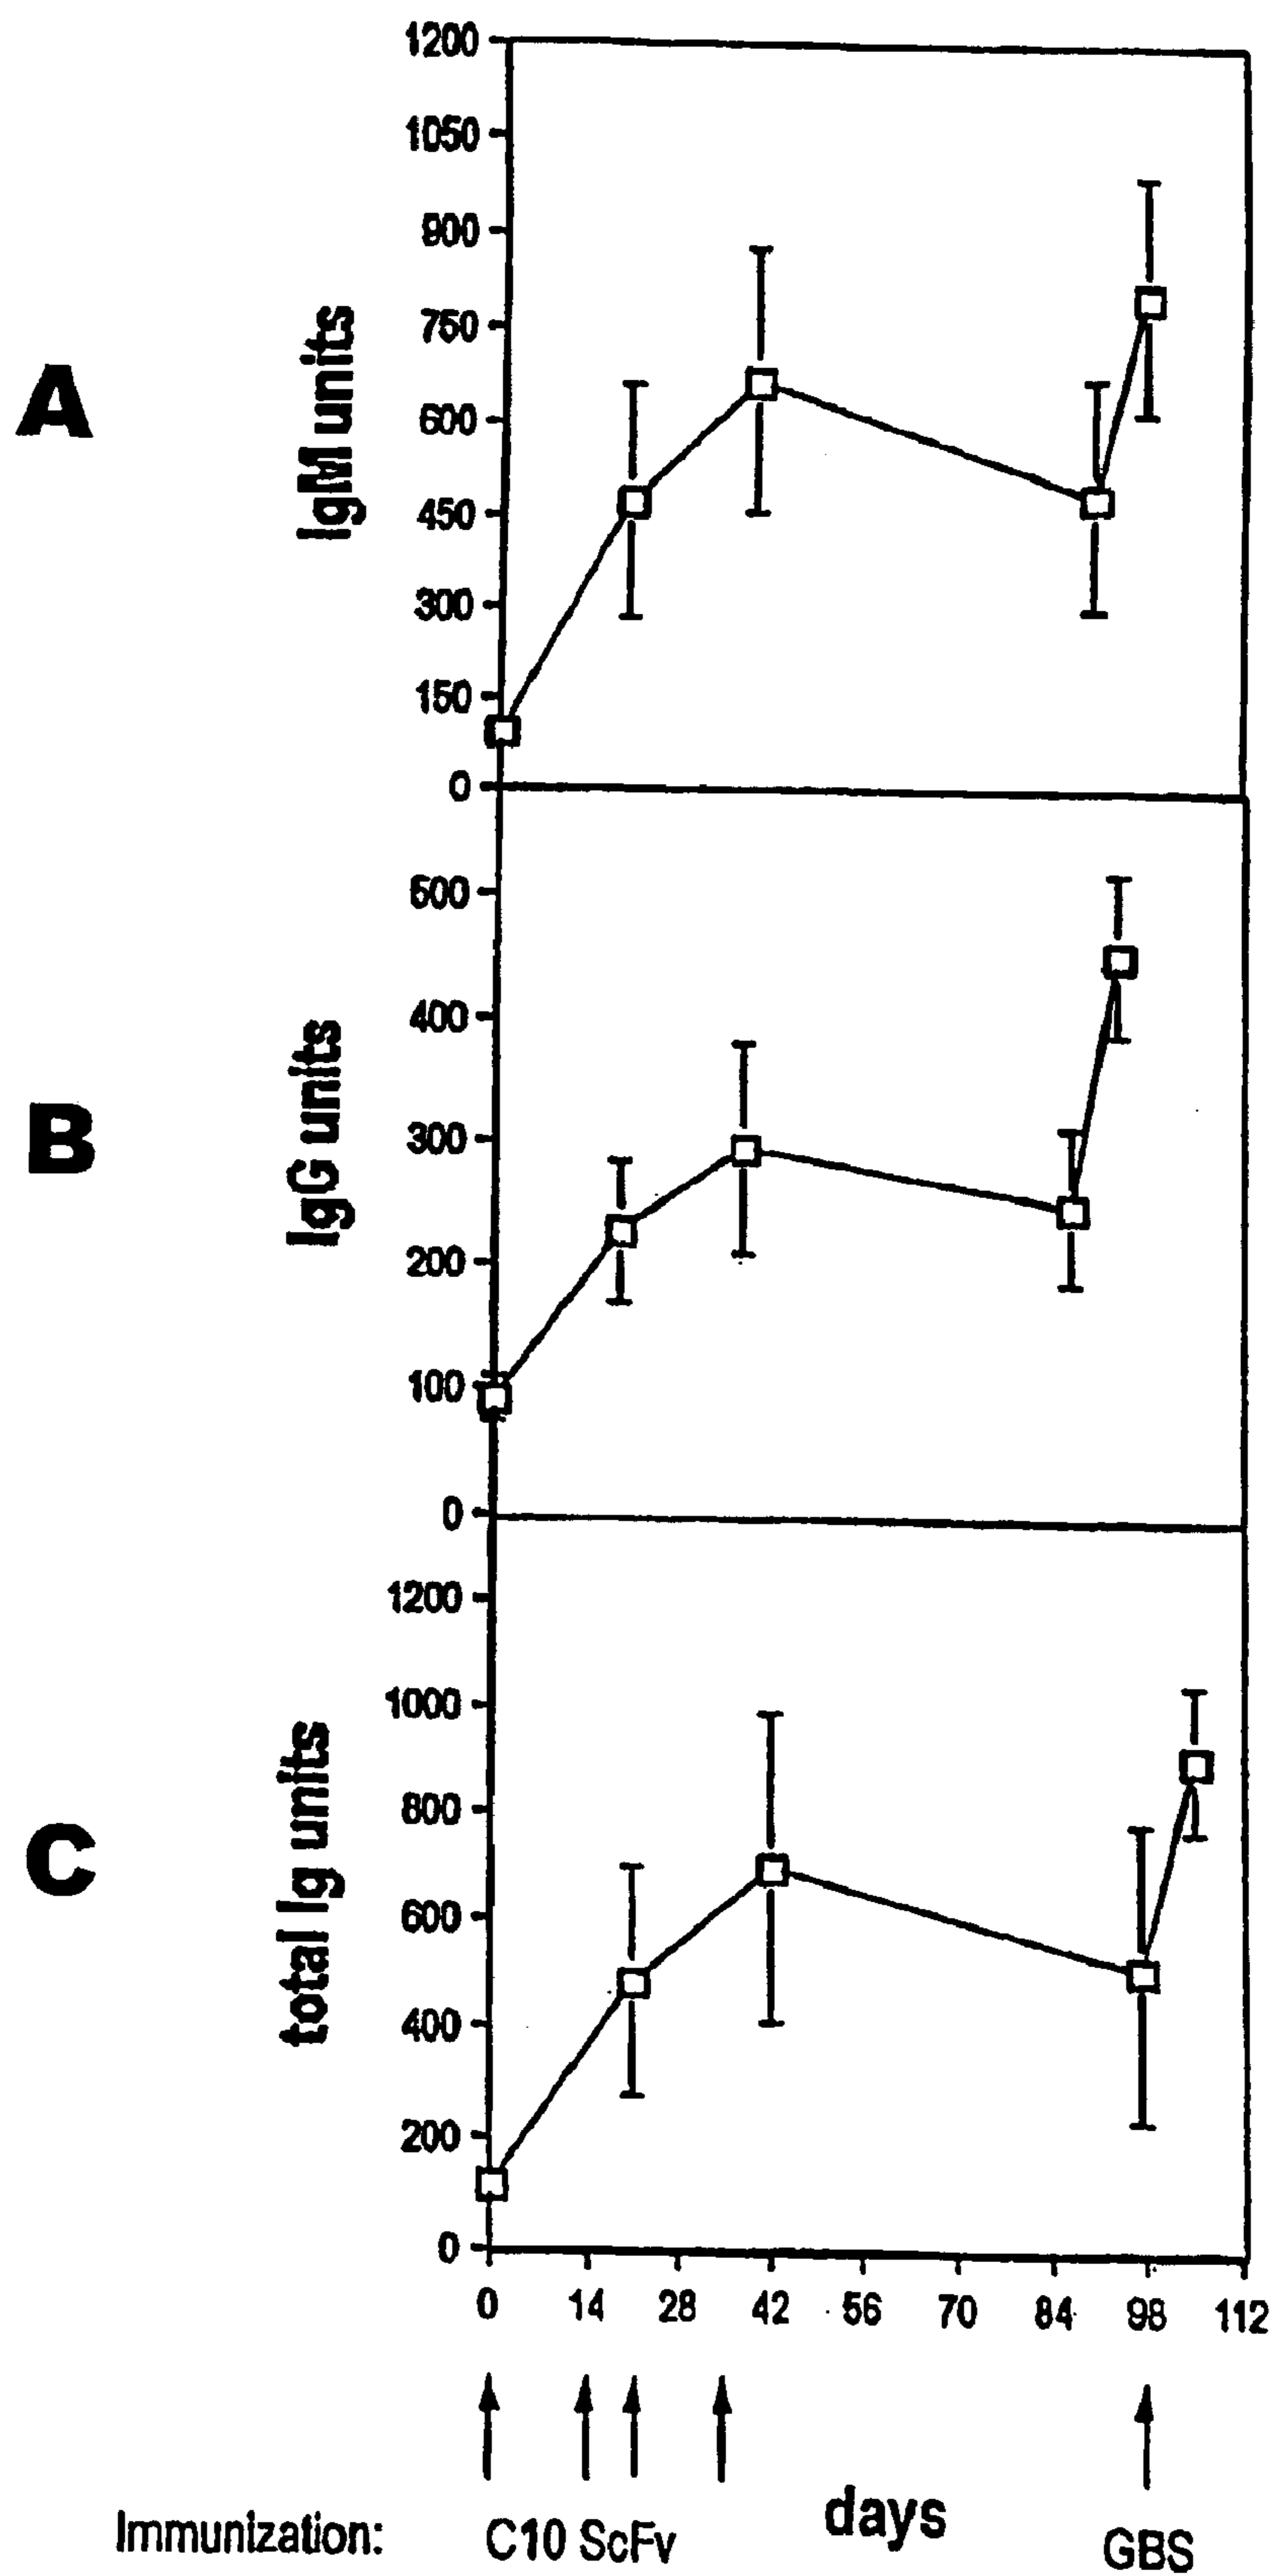 A
IgM units
1200
1050
900
750
600
450
300
150
0
B
IgG units
500
400
300
200
100
0
C
total Ig units
1200
1000
800
600
400
200
0
0 14 28 42 56 70 84 98 112
days
Immunization: C10 ScFv GBS